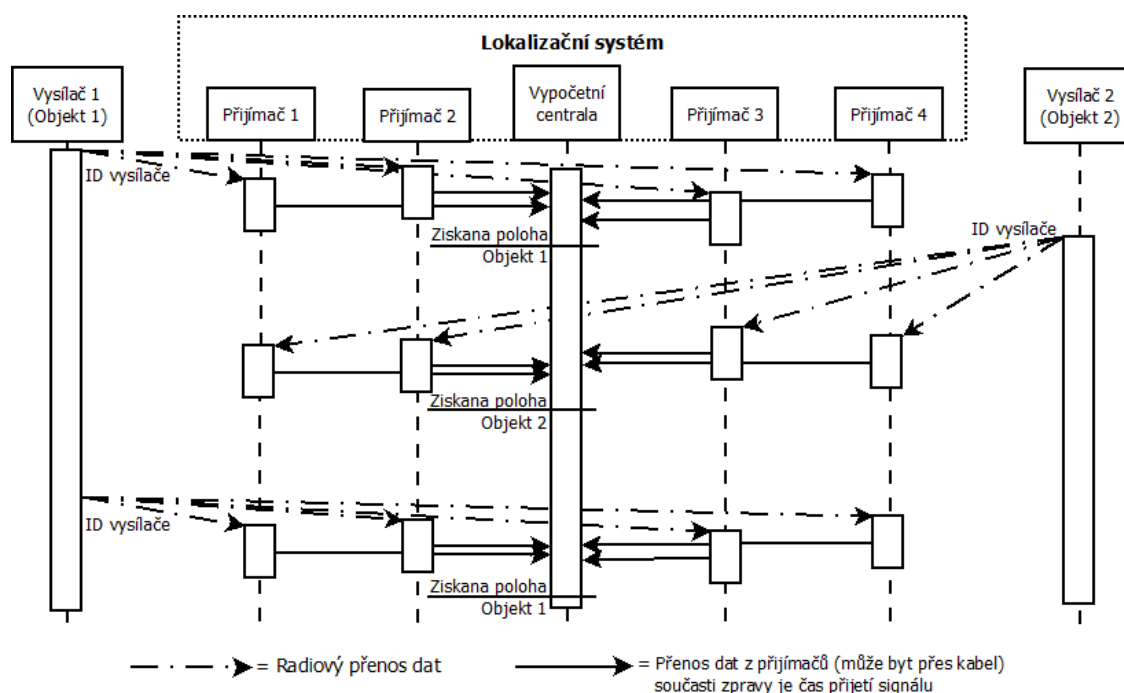 Lokalizační systém
Vysílač 1
(Objekt 1)
Přijímač 1
Přijímač 2
Vypočetní
centrala
Přijímač 3
Přijímač 4
Vysílač 2
(Objekt 2)
ID vysílače
Ziskana poloha
Objekt 1
ID vysílače
Ziskana poloha
Objekt 2
ID vysílače
Ziskana poloha
Objekt 1
= Radiový přenos dat
= Přenos dat z přijímačů (může byt přes kabel)
současti zpravy je čas přijetí signálu